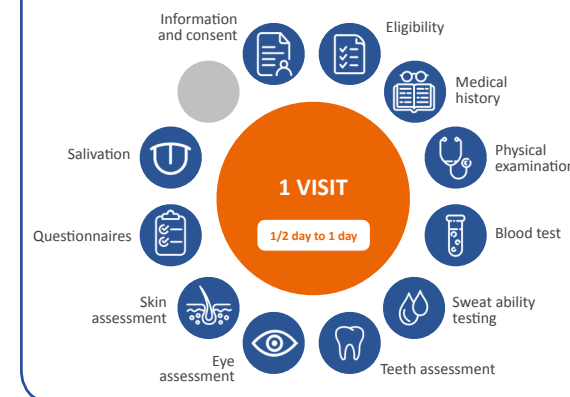 Information
and consent
Eligibility
Medical
history
Physical
examination
Blood test
Sweat ability
testing
Teeth assessment
Eye
assessment
Skin
assessment
Questionnaires
Salivation
1 VISIT
1/2 day to 1 day